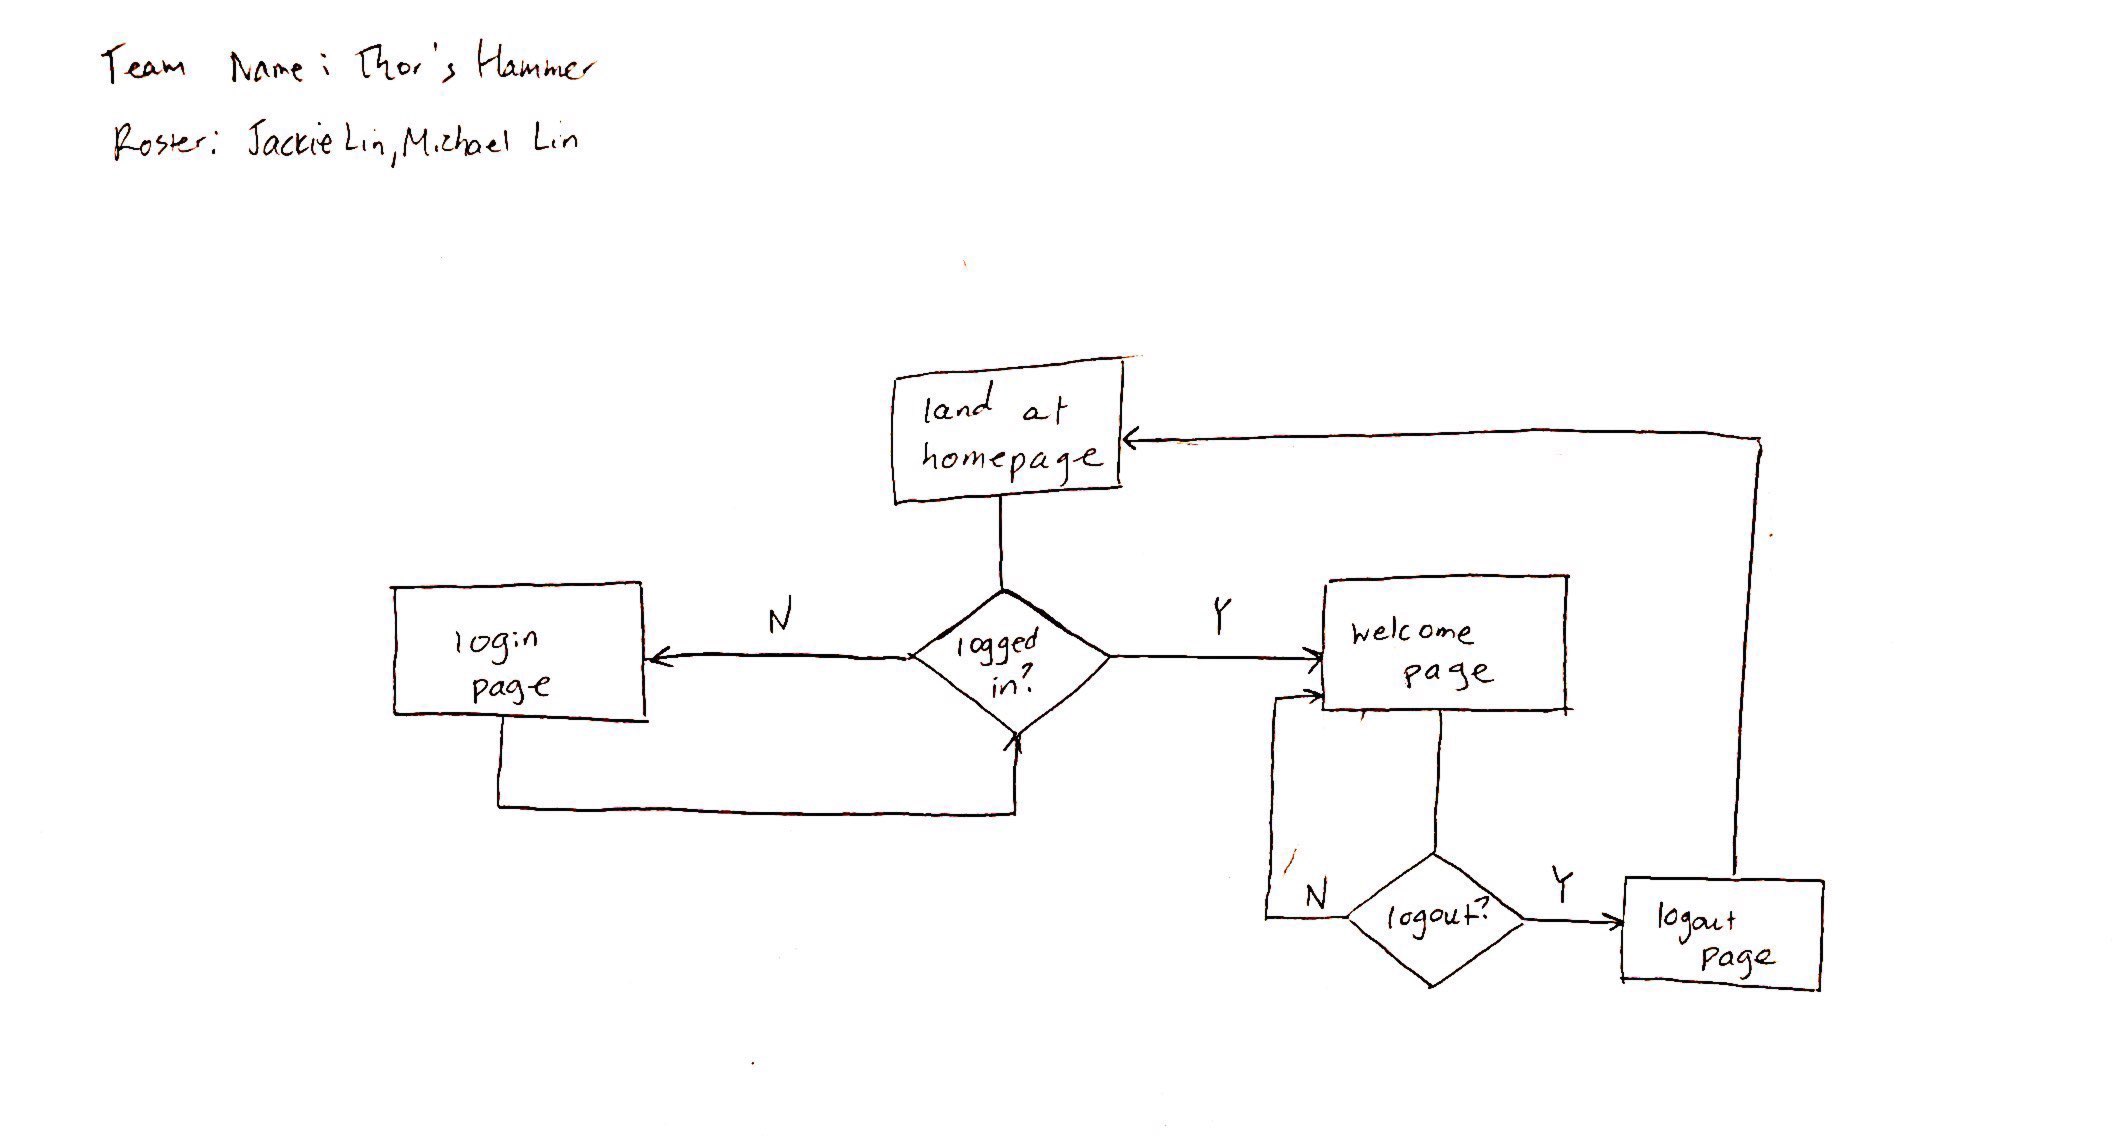 Team Name: Thor's Hammer
Roster: Jackie Lin, Michael Lin
land at
homepage
N
Y
login
page
logged
in?
welcome
page
N
Y
logout?
logout
page